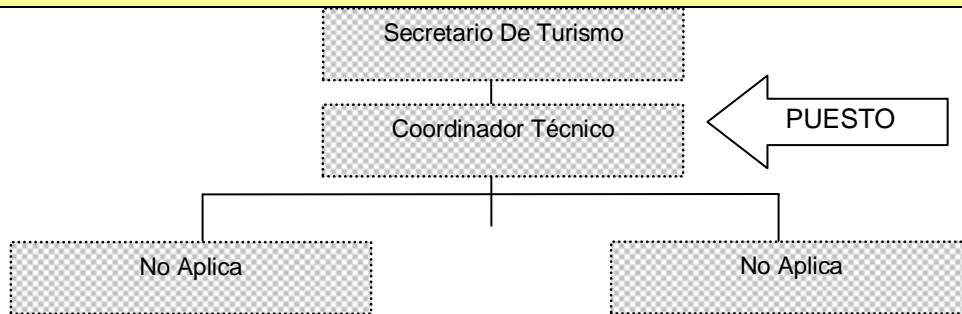 Secretario De Turismo
Coordinador Técnico
PUESTO
No Aplica
No Aplica